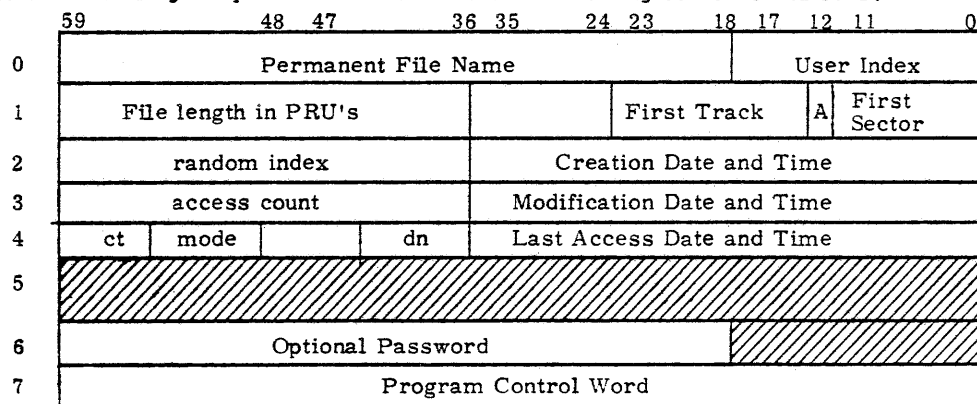 59 48 47 36 35 24 23 18 17 12 11 0
0 Permanent File Name User Index
1 File length in PRU's First Track A First
Sector
2 random index Creation Date and Time
3 access count Modification Date and Time
4 ct mode dn Last Access Date and Time
5
6 Optional Password
7 Program Control Word